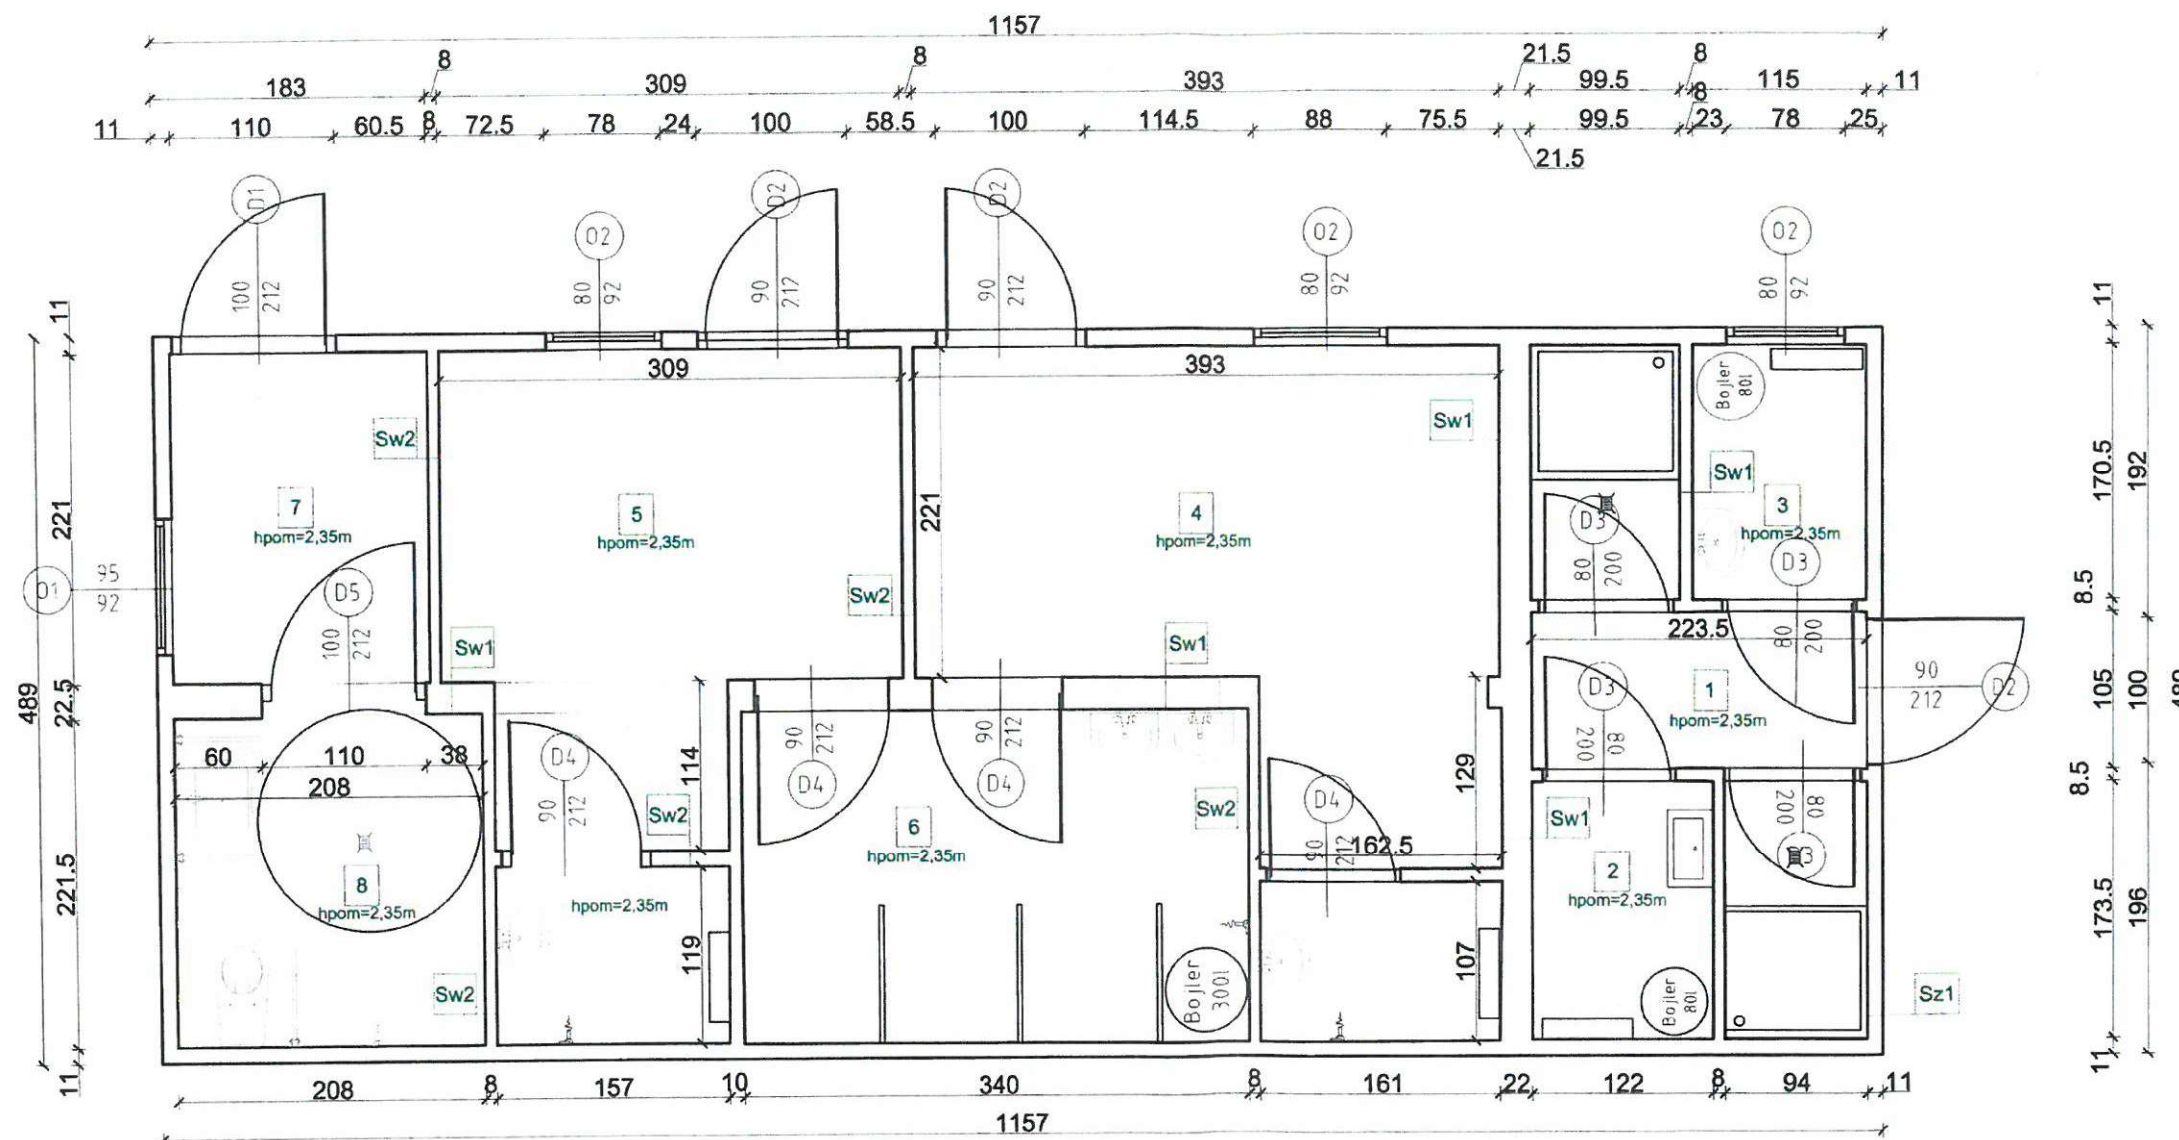 1157
8 8 21.5 8
183 309 393 99.5 115 11
8
11 110 60.5 8 72.5 78 24 100 58.5 100 114.5 88 75.5 99.5 23 78 25
21.5
D1 D2 D2
O2 O2 O2
100 212
80 92
90 212
90 212
80 92
80 92
11
11
309 393
Bojler 80l
Sw2 Sw1
Sw1
221
170.5 192
7
hpom=2,35m
5
hpom=2,35m
221
4
hpom=2,35m
3
hpom=2,35m
D3
80 200
D3
80 200
O1 95 92
D5
100 212
Sw2
Sw1 Sw1
8.5
223.5
489
22.5
105 100 489
1
hpom=2,35m
D3
80 200
90 212 D2
60 110 38
208
D4
90 212
114
Sw2
90 212
D4
90 212
D4
Sw2
129
D4
90 212
162.5
Sw1
80 200
8.5
6
hpom=2,35m
221.5
8
hpom=2,35m
hpom=2,35m
2
hpom=2,35m
173.5 196
119
107
Sw2
Bojler 300l
Bojler 80l
Sz1
11
11
208 8 157 10 340 8 161 22 122 8 94 11
1157